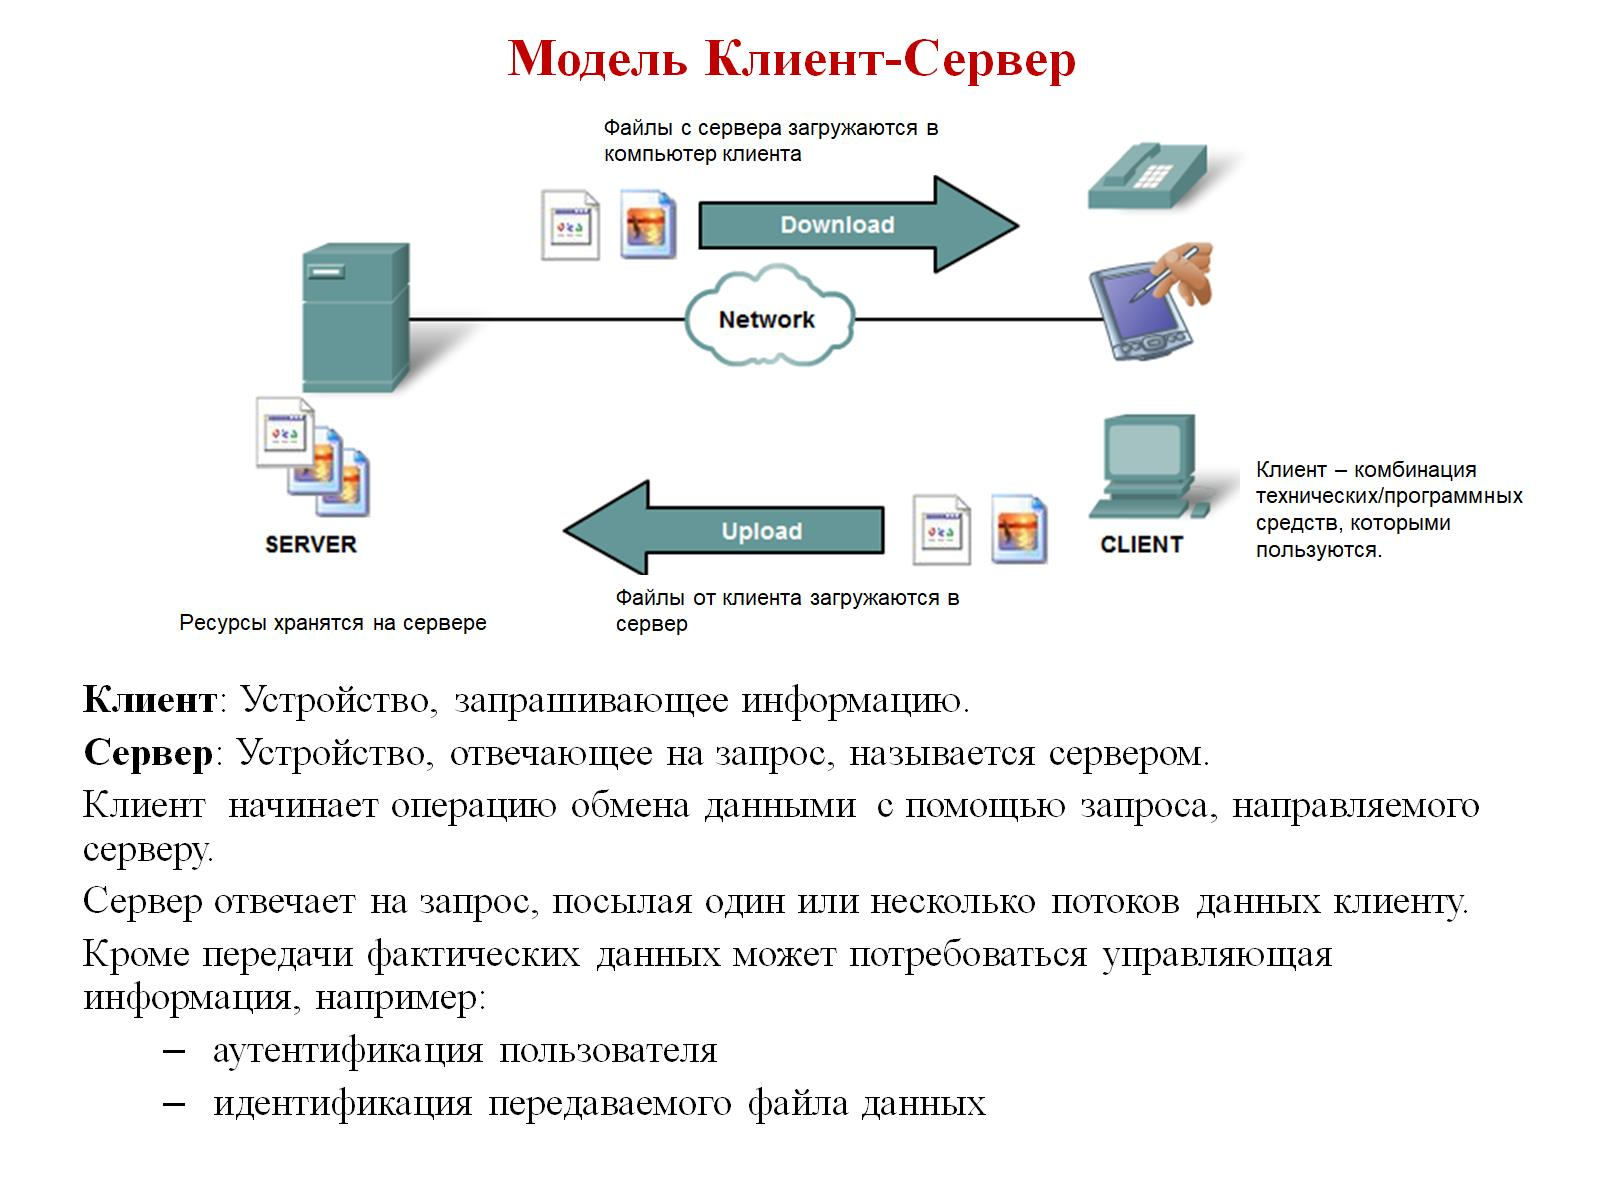 Модель Клиент-Сервер
Файлы с сервера загружаются в
компьютер клиента
Download
Network
Клиент – комбинация
технических/программных
средств, которыми
пользуются.
Upload
SERVER
CLIENT
Файлы от клиента загружаются в
сервер
Ресурсы хранятся на сервере
Клиент: Устройство, запрашивающее информацию.
Сервер: Устройство, отвечающее на запрос, называется сервером.
Клиент начинает операцию обмена данными с помощью запроса, направляемого
серверу.
Сервер отвечает на запрос, посылая один или несколько потоков данных клиенту.
Кроме передачи фактических данных может потребоваться управляющая
информация, например:
– аутентификация пользователя
– идентификация передаваемого файла данных